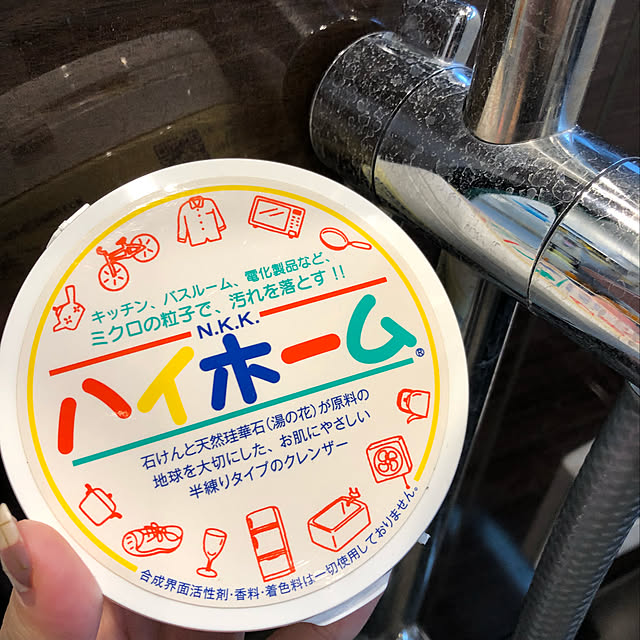 キッチン、バスルーム、電化製品など、
ミクロの粒子で、汚れを落とす!!
N.K.K.
ハイホーム®
石けんと天然珪華石(湯の花)が原料の
地球を大切にした、お肌にやさしい
半練りタイプのクレンザー
合成界面活性剤・香料・着色料は一切使用しておりません。